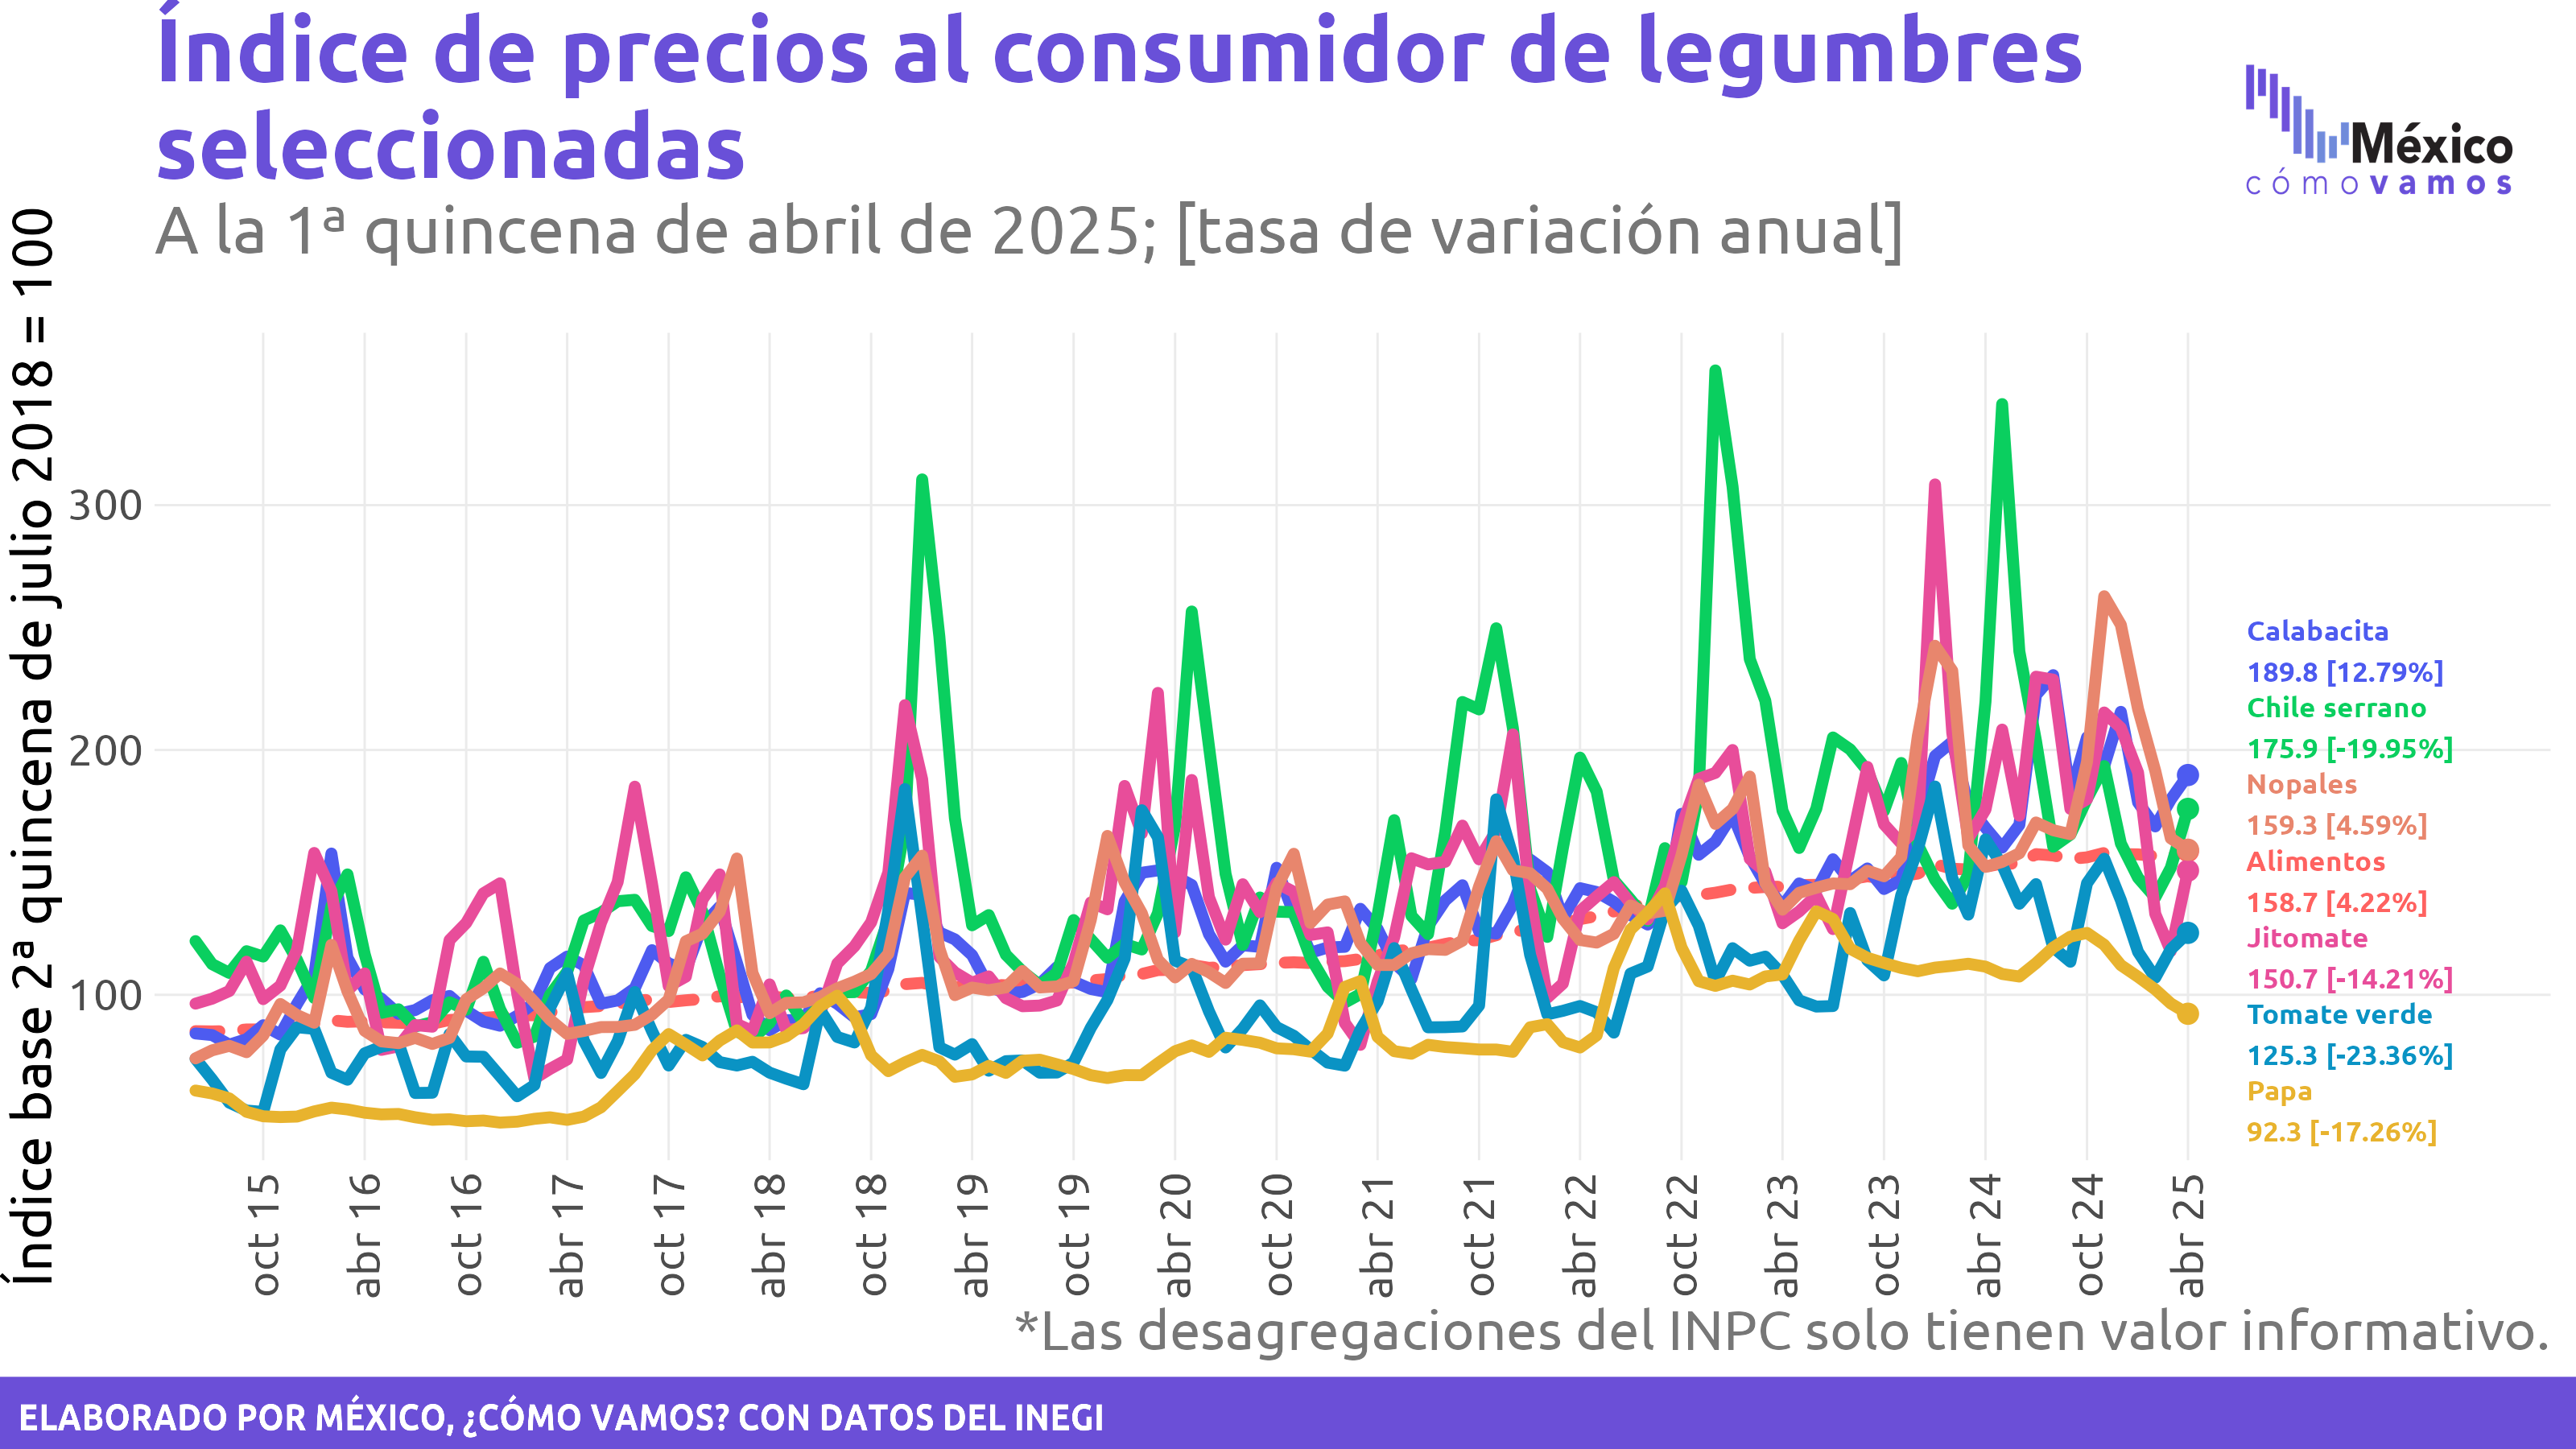 Índice de precios al consumidor de legumbres
seleccionadas
A la 1ª quincena de abril de 2025; [tasa de variación anual]
México
cómovamos
Índice base 2ª quincena de julio 2018 = 100
300
200
100
Calabacita
189.8 [12.79%]
Chile serrano
175.9 [-19.95%]
Nopales
159.3 [4.59%]
Alimentos
158.7 [4.22%]
Jitomate
150.7 [-14.21%]
Tomate verde
125.3 [-23.36%]
Papa
92.3 [-17.26%]
oct 15
abr 16
oct 16
abr 17
oct 17
abr 18
oct 18
abr 19
oct 19
abr 20
oct 20
abr 21
oct 21
abr 22
oct 22
abr 23
oct 23
abr 24
oct 24
abr 25
*Las desagregaciones del INPC solo tienen valor informativo.
ELABORADO POR MÉXICO, ¿CÓMO VAMOS? CON DATOS DEL INEGI